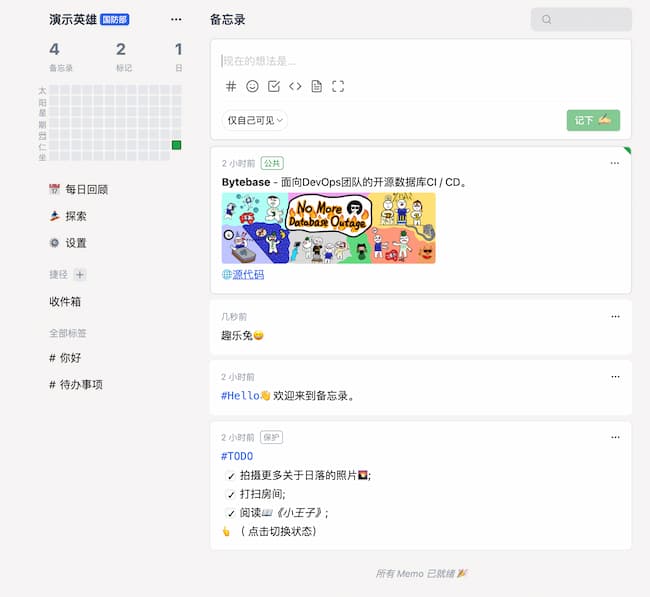 演示英雄 国防部 ···
4 2 1
备忘录 标记 日
太
阳
星
期
三
仁
坐
📅 每日回顾
探索
⚙️ 设置
捷径 +
收件箱
全部标签
# 你好
# 待办事项
备忘录
现在的想法是...
仅自己可见
记下 ✍️
2 小时前 公共 ···
Bytebase - 面向DevOps团队的开源数据库CI / CD。
No More
Database Outage
🌐源代码
几秒前 ···
趣乐兔😄
2 小时前 ···
#Hello👋 欢迎来到备忘录。
2 小时前 保护 ···
#TODO
✓ 拍摄更多关于日落的照片🌄;
✓ 打扫房间;
✓ 阅读📖《小王子》;
👆 （ 点击切换状态）
所有 Memo 已就绪 🎉